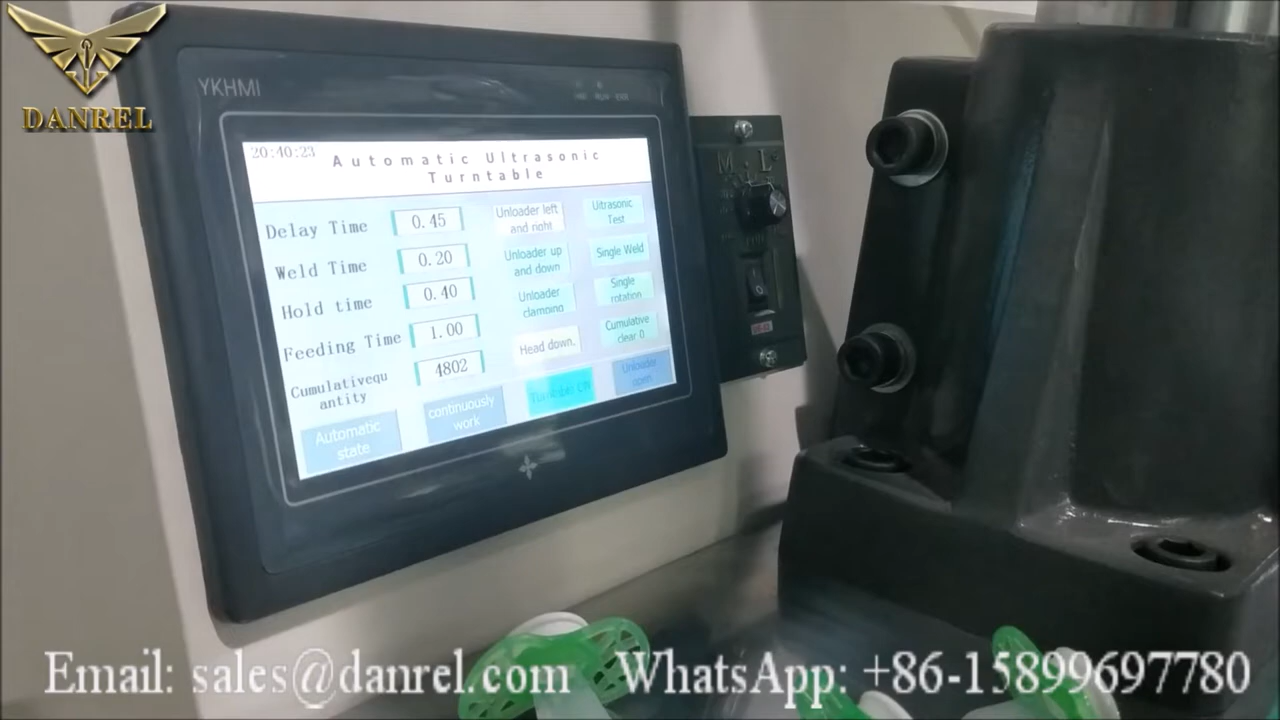 DANREL
YKHMI
20:40:23
Automatic Ultrasonic
Turntable
Delay Time 0.45
Weld Time 0.20
Hold time 0.40
Feeding Time 1.00
Cumulativequ
antity
4802
Unloader left
and right
Unloader up
and down
Unloader
clamping
Head down.
Ultrasonic
Test
Single Weld
Single
rotation
Cumulative
clear 0
Automatic
state
continuously
work
Turntable ON
Unloader
open
M L
Email: sales@danrel.com WhatsApp: +86-15899697780